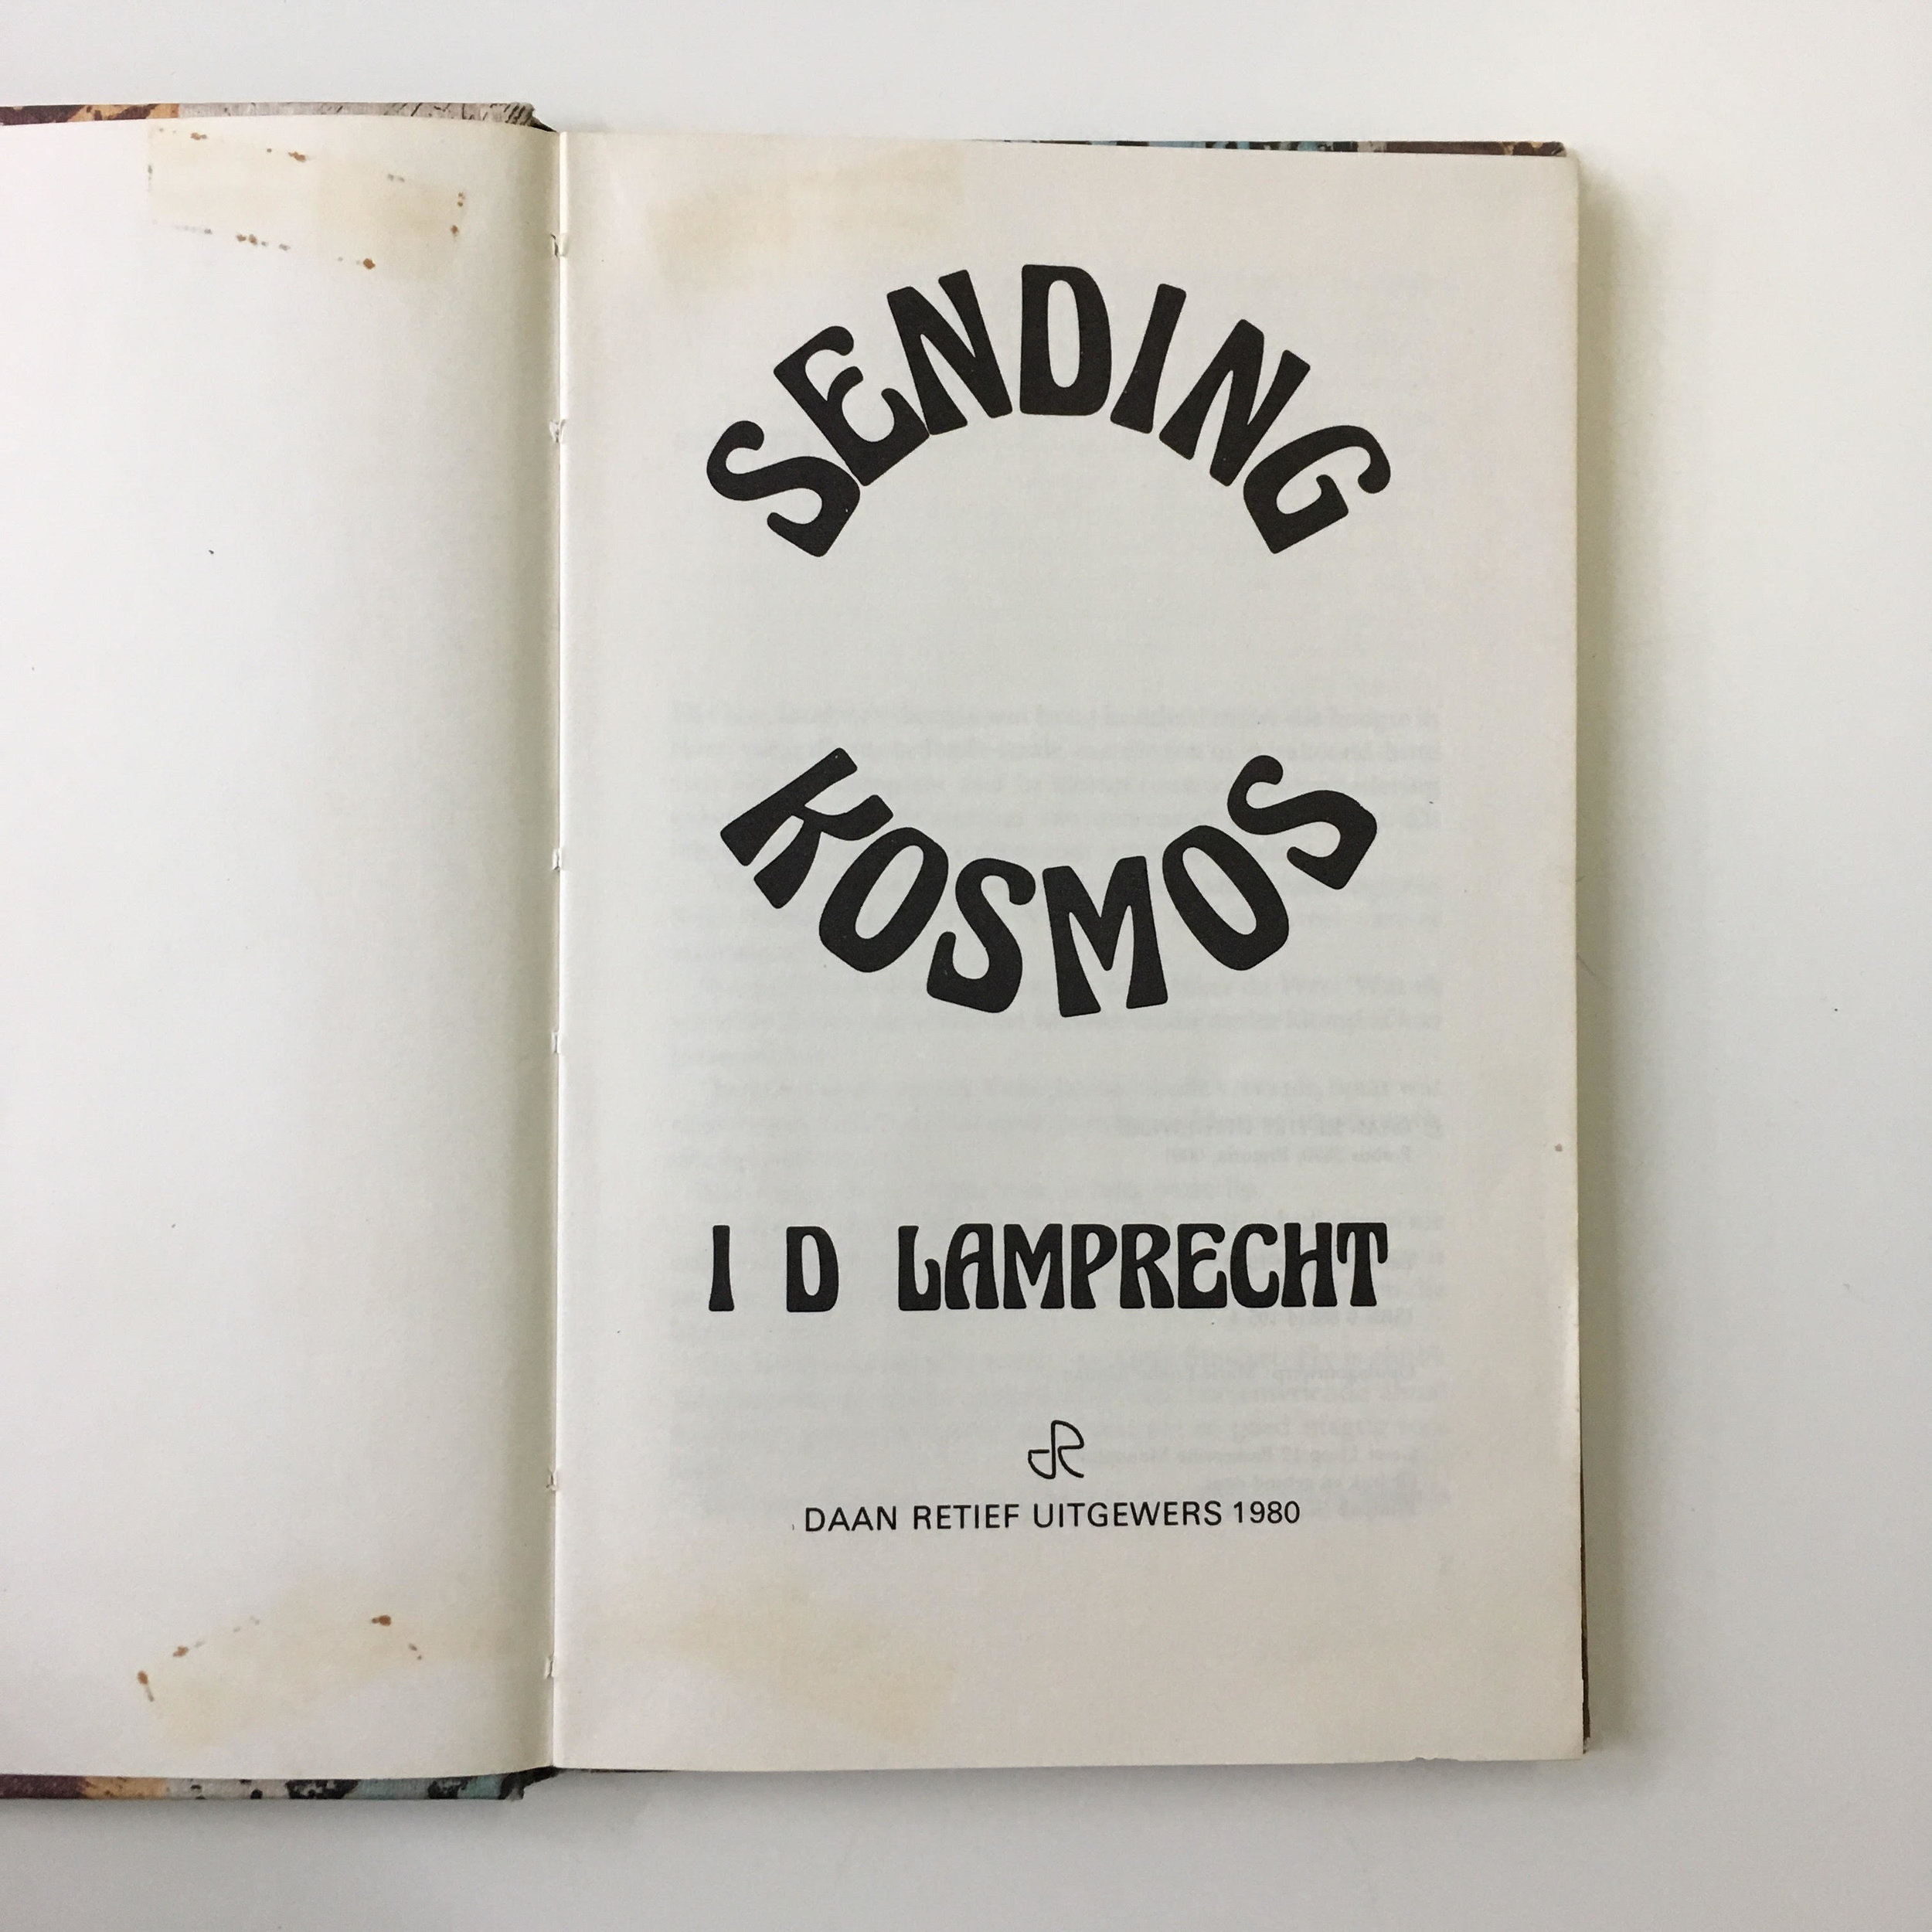 SENDING
KOSMOS
I D LAMPRECHT
DAAN RETIEF UITGEWERS 1980